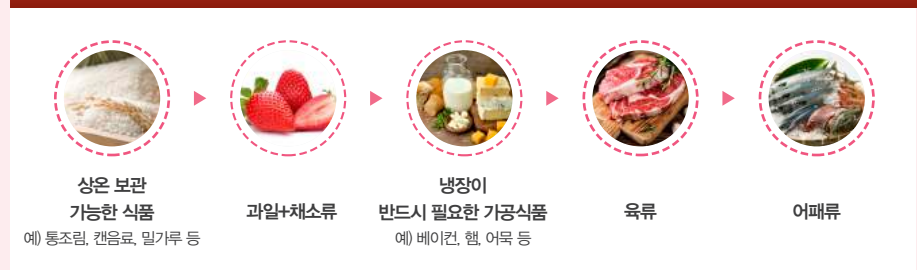 상온 보관
가능한 식품
예) 통조림, 캔음료, 밀가루 등
과일+채소류
냉장이
반드시 필요한 가공식품
예) 베이컨, 햄, 어묵 등
육류
어패류